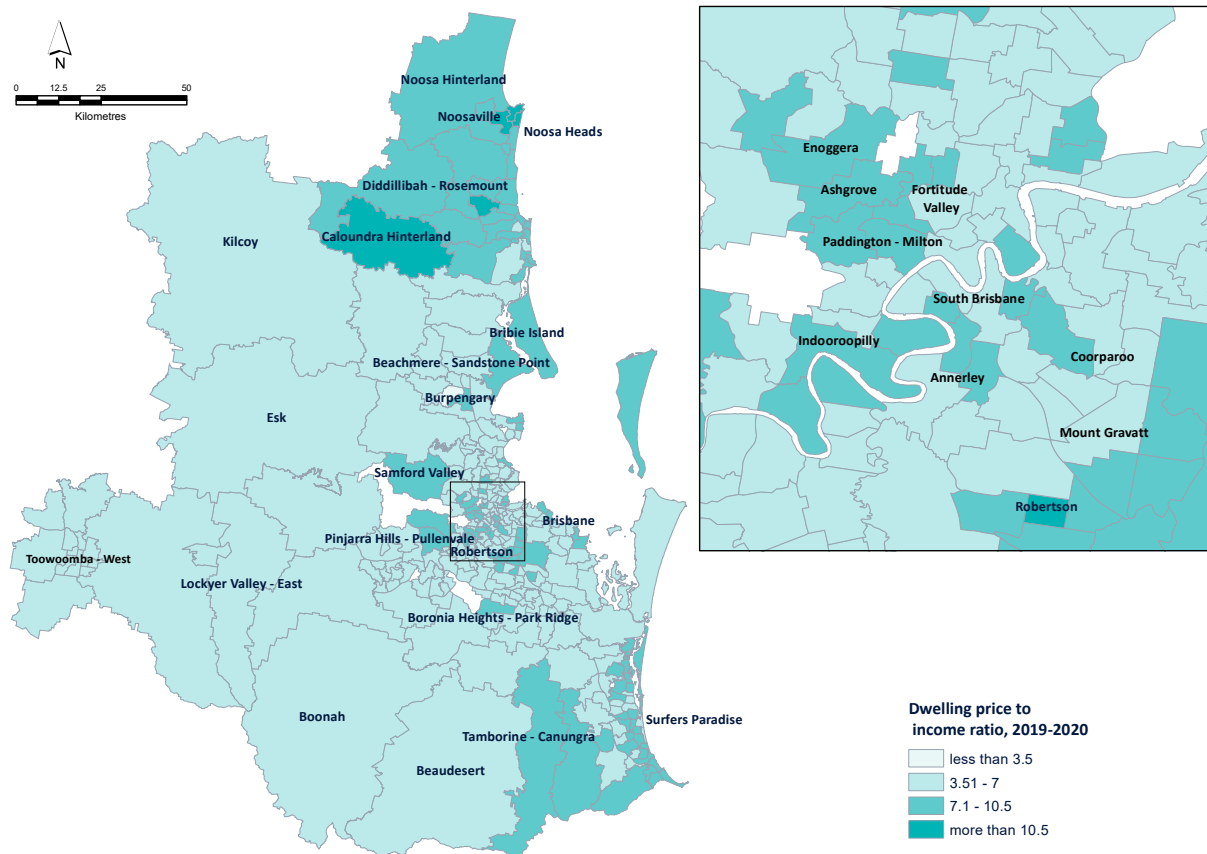 N
0 12.5 25 50
Kilometres
Noosa Hinterland
Noosaville
Noosa Heads
Diddillibah - Rosemount
Caloundra Hinterland
Kilcoy
Bribie Island
Beachmere - Sandstone Point
Burpengary
Esk
Samford Valley
Brisbane
Pinjarra Hills - Pullenvale
Robertson
Toowoomba - West
Lockyer Valley - East
Boronia Heights - Park Ridge
Boonah
Surfers Paradise
Tamborine - Canungra
Beaudesert
Enoggera
Ashgrove
Fortitude
Valley
Paddington - Milton
South Brisbane
Indooroopilly
Coorparoo
Annerley
Mount Gravatt
Robertson
Dwelling price to
income ratio, 2019-2020
less than 3.5
3.51 - 7
7.1 - 10.5
more than 10.5